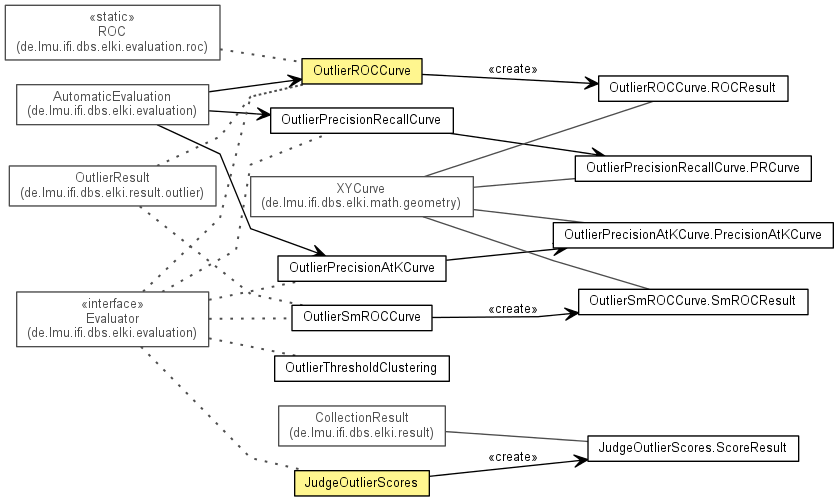 «static»
ROC
(de.lmu.ifi.dbs.elki.evaluation.roc)
OutlierROCCurve
«create»
OutlierROCCurve.ROCResult
AutomaticEvaluation
(de.lmu.ifi.dbs.elki.evaluation)
OutlierPrecisionRecallCurve
OutlierPrecisionRecallCurve.PRCurve
OutlierResult
(de.lmu.ifi.dbs.elki.result.outlier)
XYCurve
(de.lmu.ifi.dbs.elki.math.geometry)
OutlierPrecisionAtKCurve.PrecisionAtKCurve
OutlierPrecisionAtKCurve
«interface»
Evaluator
(de.lmu.ifi.dbs.elki.evaluation)
OutlierSmROCCurve
«create»
OutlierSmROCCurve.SmROCResult
OutlierThresholdClustering
CollectionResult
(de.lmu.ifi.dbs.elki.result)
«create»
JudgeOutlierScores.ScoreResult
JudgeOutlierScores